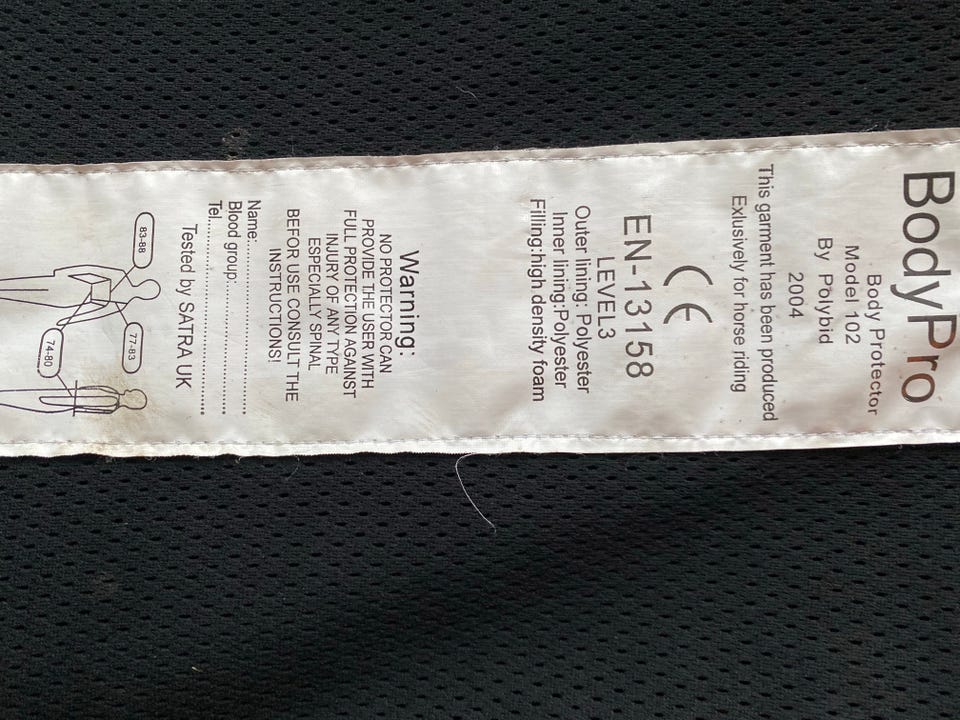 BodyPro
Body Protector
Model 102
By Polybid
2004
This garment has been produced
Exlusively for horse riding
CE
EN-13158
LEVEL3
Outer lining: Polyester
Inner lining:Polyester
Filling:high density foam
Warning:
NO PROTECTOR CAN
PROVIDE THE USER WITH
FULL PROTECTION AGAINST
INJURY OF ANY TYPE
ESPECIALLY SPINAL
BEFOR USE CONSULT THE
INSTRUCTIONS!
Name:
Blood group:
Tel.
Tested by SATRA UK
83-88
77-83
74-80